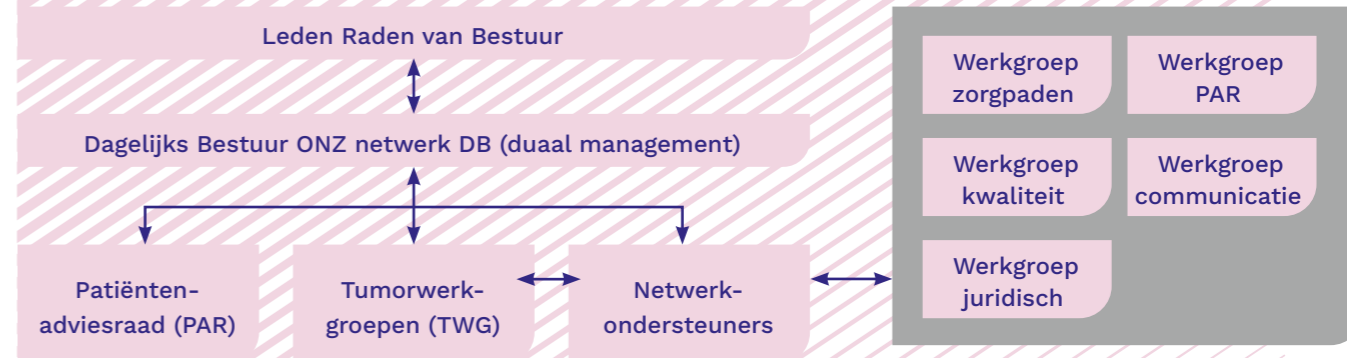 Leden Raden van Bestuur
Dagelijks Bestuur ONZ netwerk DB (duaal management)
Patiënten-
adviesraad (PAR)
Tumorwerk-
groepen (TWG)
Netwerk-
ondersteuners
Werkgroep
zorgpaden
Werkgroep
PAR
Werkgroep
kwaliteit
Werkgroep
communicatie
Werkgroep
juridisch